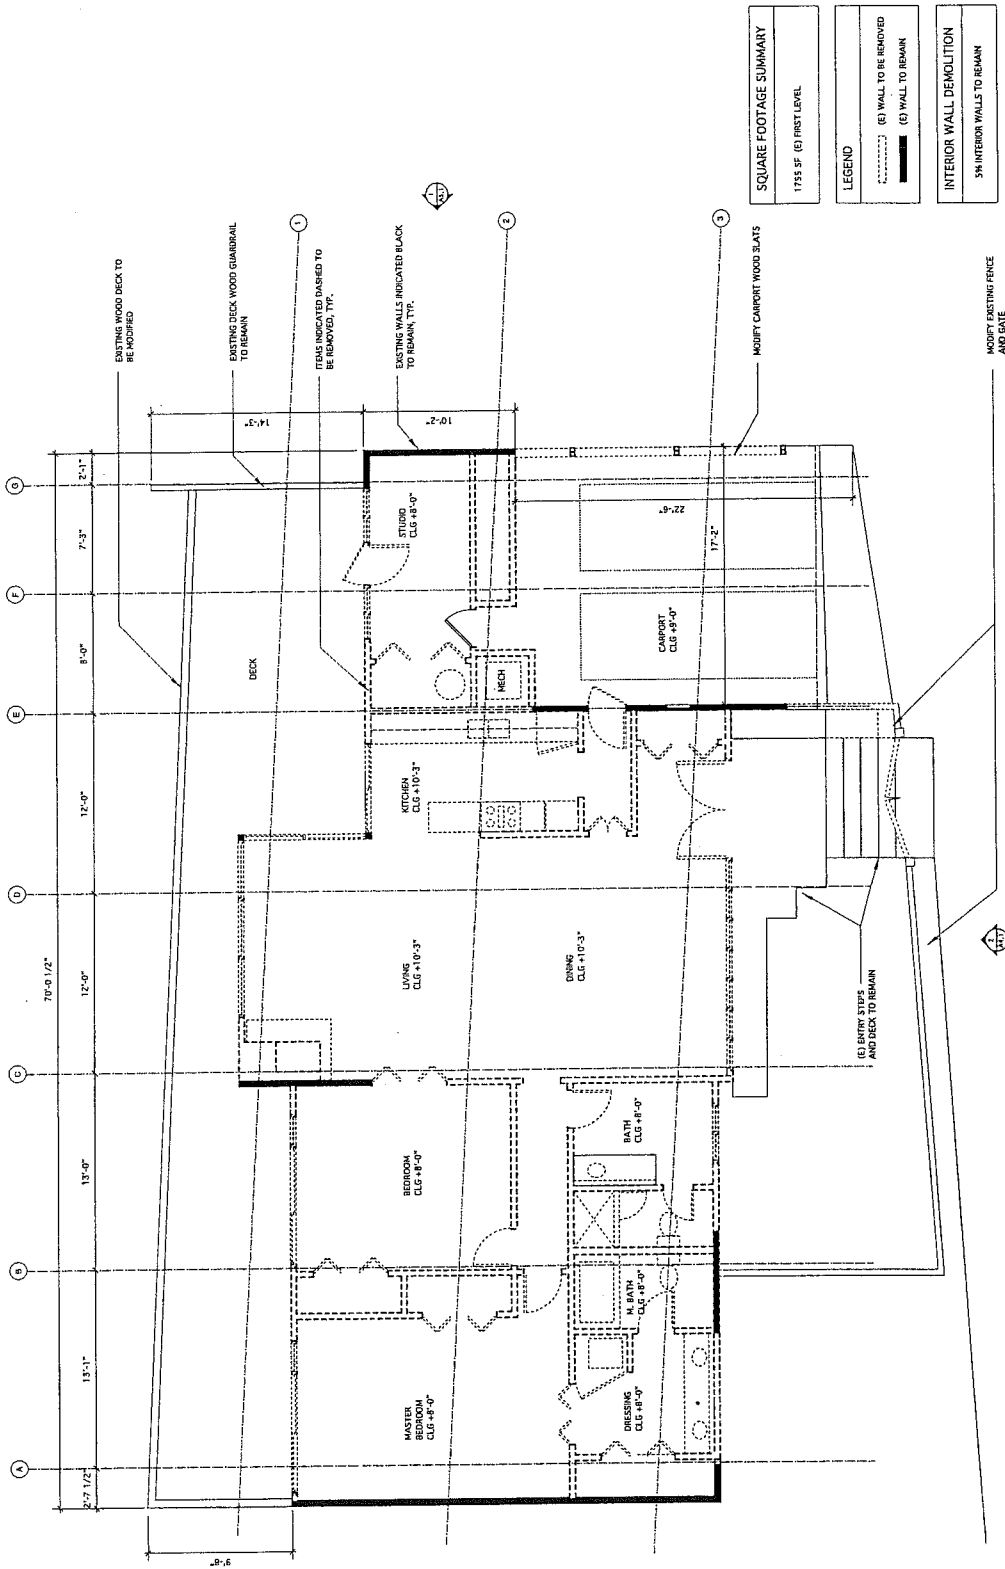 SQUARE FOOTAGE SUMMARY
1755 SF (E) FIRST LEVEL
LEGEND
(E) WALL TO BE REMOVED
(E) WALL TO REMAIN
INTERIOR WALL DEMOLITION
5% INTERIOR WALLS TO REMAIN
EXISTING WOOD DECK TO
BE MODIFIED
EXISTING DECK WOOD GUARDRAIL
TO REMAIN
ITEMS INDICATED DASHED TO
BE REMOVED, TYP.
EXISTING WALLS INDICATED BLACK
TO REMAIN, TYP.
MODIFY CARPORT WOOD SLATS
MODIFY EXISTING FENCE
AND GATE
(E) ENTRY STEPS
AND DECK TO REMAIN
1
A3.1
2
1
2
3
A
B
C
D
E
F
G
70'-0 1/2"
2'-7 1/2"
13'-1"
13'-0"
12'-0"
12'-0"
8'-0"
7'-3"
2'-1"
9'-8"
14'-3"
10'-2"
22'-6"
17'-2"
DECK
STUDIO
CLG +8'-0"
MECH
CARPORT
CLG +9'-0"
KITCHEN
CLG +10'-3"
LIVING
CLG +10'-3"
DINING
CLG +10'-3"
BEDROOM
CLG +8'-0"
BATH
CLG +8'-0"
M. BATH
CLG +8'-0"
MASTER
BEDROOM
CLG +8'-0"
DRESSING
CLG +8'-0"